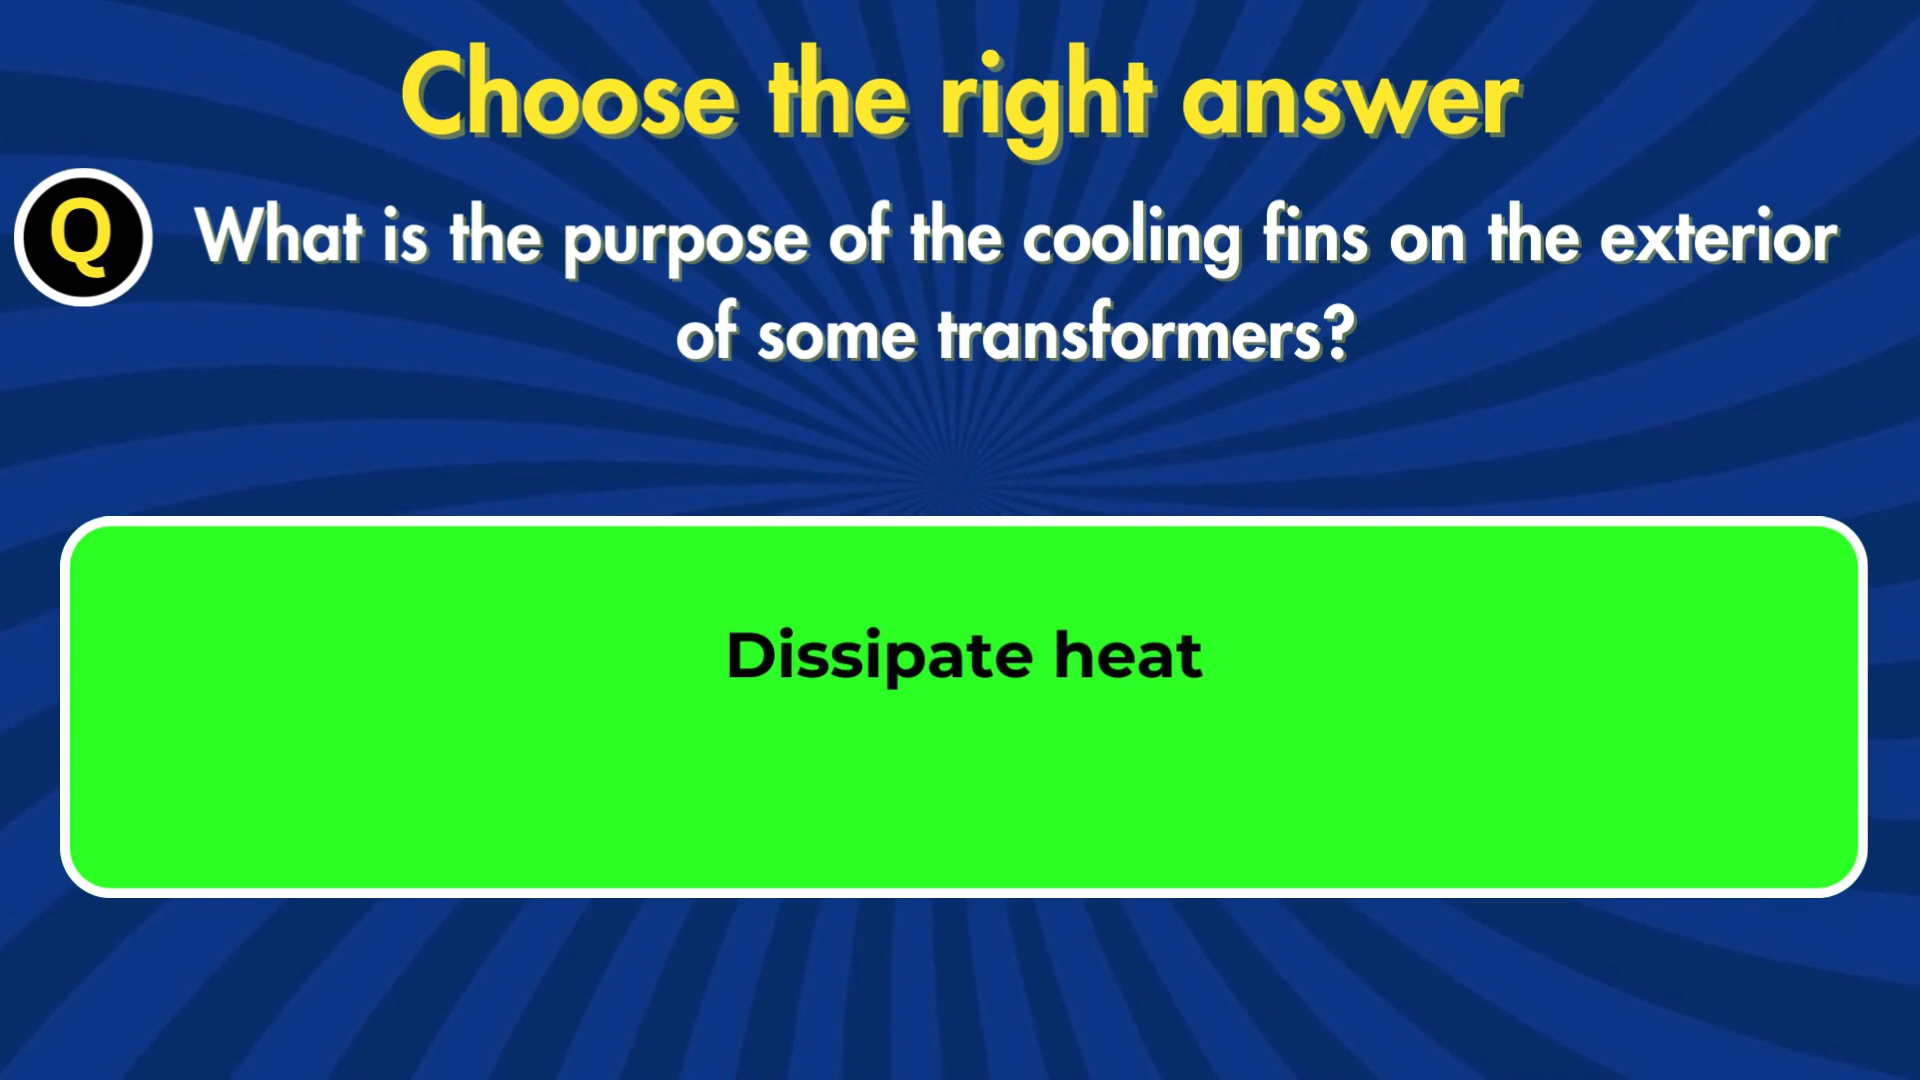 Choose the right answer
Q
What is the purpose of the cooling fins on the exterior
of some transformers?
Dissipate heat